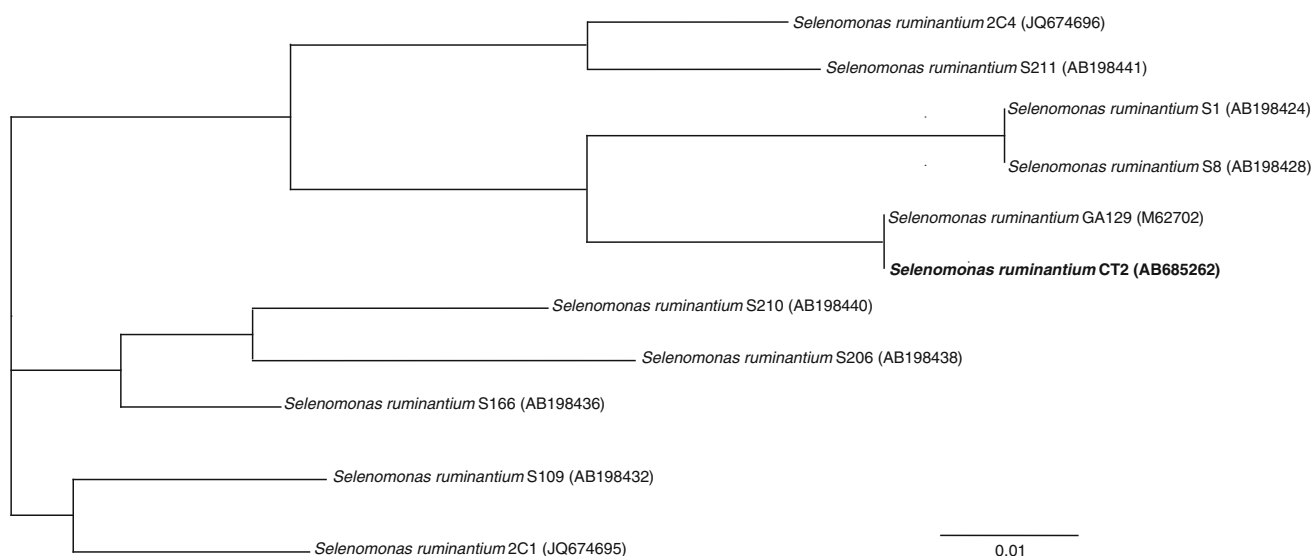 Selenomonas ruminantium 2C4 (JQ674696)
Selenomonas ruminantium S211 (AB198441)
Selenomonas ruminantium S1 (AB198424)
Selenomonas ruminantium S8 (AB198428)
Selenomonas ruminantium GA129 (M62702)
Selenomonas ruminantium CT2 (AB685262)
Selenomonas ruminantium S210 (AB198440)
Selenomonas ruminantium S206 (AB198438)
Selenomonas ruminantium S166 (AB198436)
Selenomonas ruminantium S109 (AB198432)
Selenomonas ruminantium 2C1 (JQ674695)
0.01